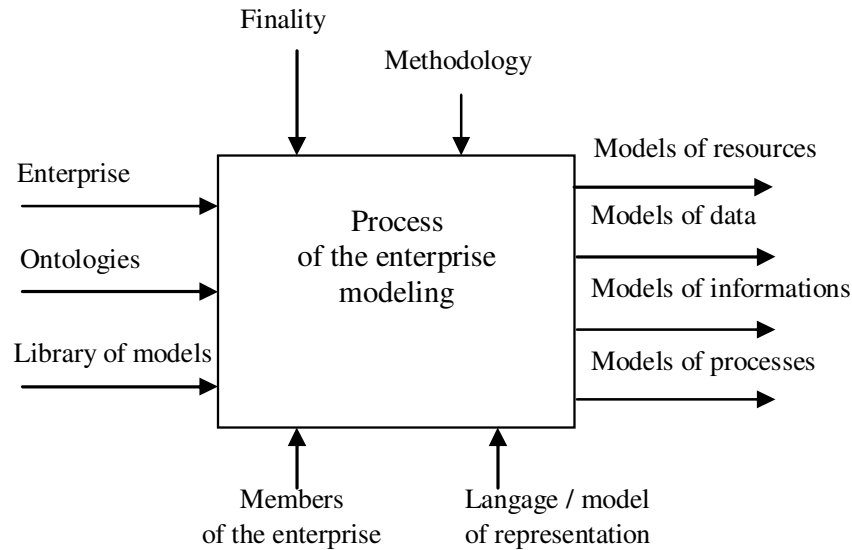 Finality
Methodology
Enterprise
Ontologies
Library of models
Process
of the enterprise
modeling
Models of resources
Models of data
Models of informations
Models of processes
Members
of the enterprise
Langage / model
of representation